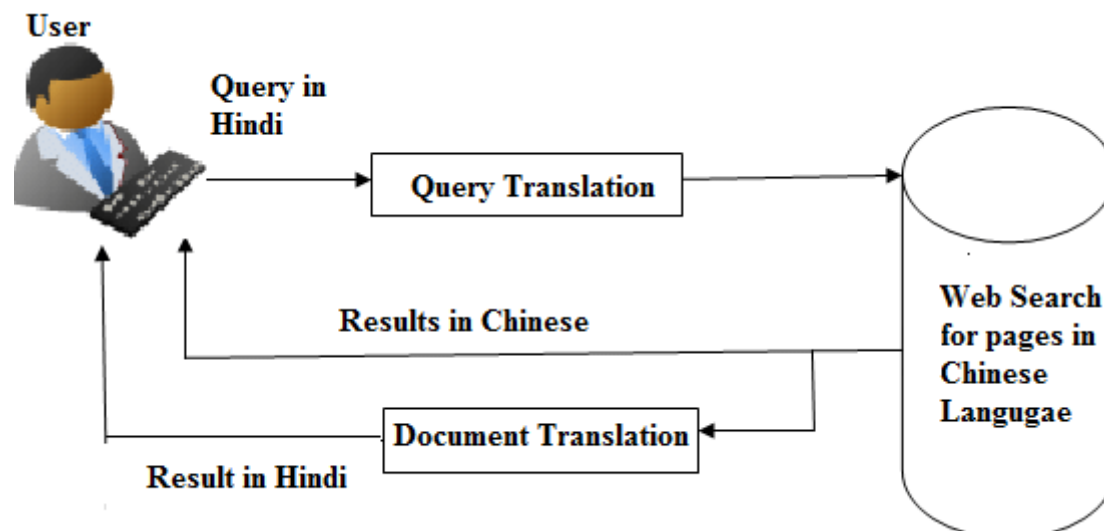 User
Query in
Hindi
Query Translation
Web Search
for pages in
Chinese
Langugae
Results in Chinese
Document Translation
Result in Hindi